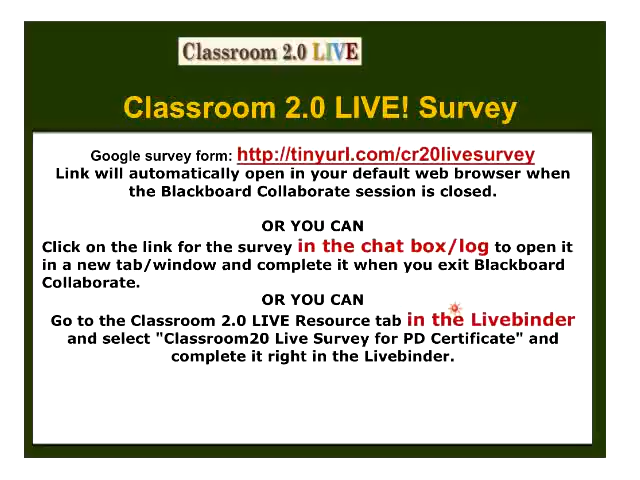 Classroom 2.0 LIVE
Classroom 2.0 LIVE! Survey
Google survey form: http://tinyurl.com/cr20livesurvey
Link will automatically open in your default web browser when
the Blackboard Collaborate session is closed.
OR YOU CAN
Click on the link for the survey in the chat box/log to open it
in a new tab/window and complete it when you exit Blackboard
Collaborate.
OR YOU CAN
Go to the Classroom 2.0 LIVE Resource tab in the Livebinder
and select "Classroom20 Live Survey for PD Certificate" and
complete it right in the Livebinder.